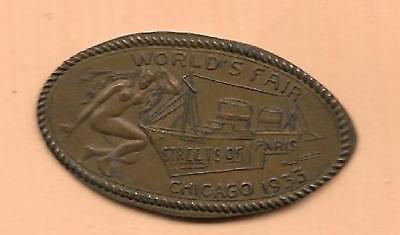 WORLD'S FAIR
STREETS OF PARIS
CHICAGO 1933